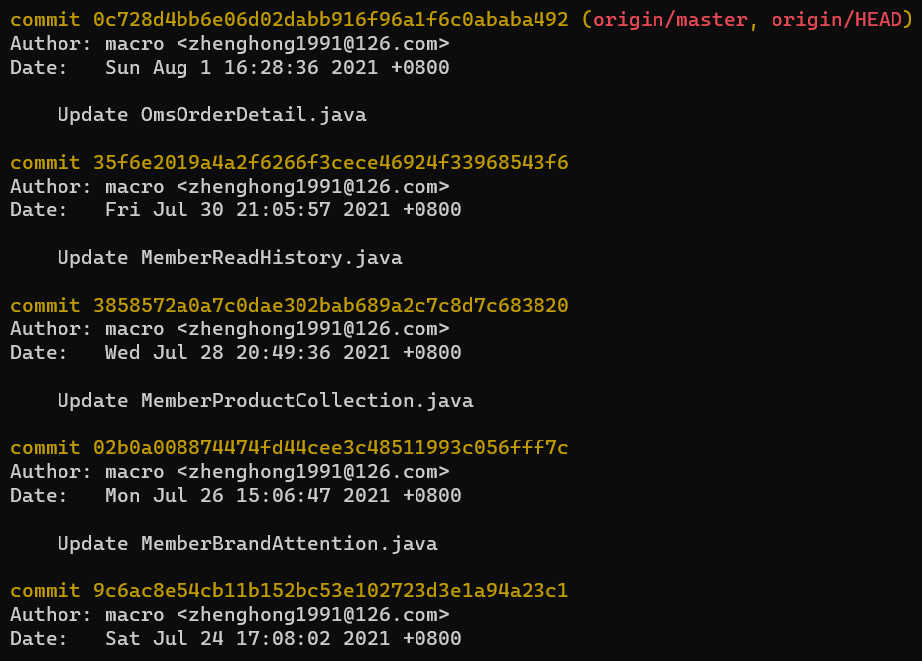 commit 0c728d4bb6e06d02dabb916f96a1f6c0ababa492 (origin/master, origin/HEAD)
Author: macro <zhenghong1991@126.com>
Date:   Sun Aug 1 16:28:36 2021 +0800
    Update OmsOrderDetail.java
commit 35f6e2019a4a2f6266f3cece46924f33968543f6
Author: macro <zhenghong1991@126.com>
Date:   Fri Jul 30 21:05:57 2021 +0800
    Update MemberReadHistory.java
commit 3858572a0a7c0dae302bab689a2c7c8d7c683820
Author: macro <zhenghong1991@126.com>
Date:   Wed Jul 28 20:49:36 2021 +0800
    Update MemberProductCollection.java
commit 02b0a008874474fd44cee3c48511993c056fff7c
Author: macro <zhenghong1991@126.com>
Date:   Mon Jul 26 15:06:47 2021 +0800
    Update MemberBrandAttention.java
commit 9c6ac8e54cb11b152bc53e102723d3e1a94a23c1
Author: macro <zhenghong1991@126.com>
Date:   Sat Jul 24 17:08:02 2021 +0800